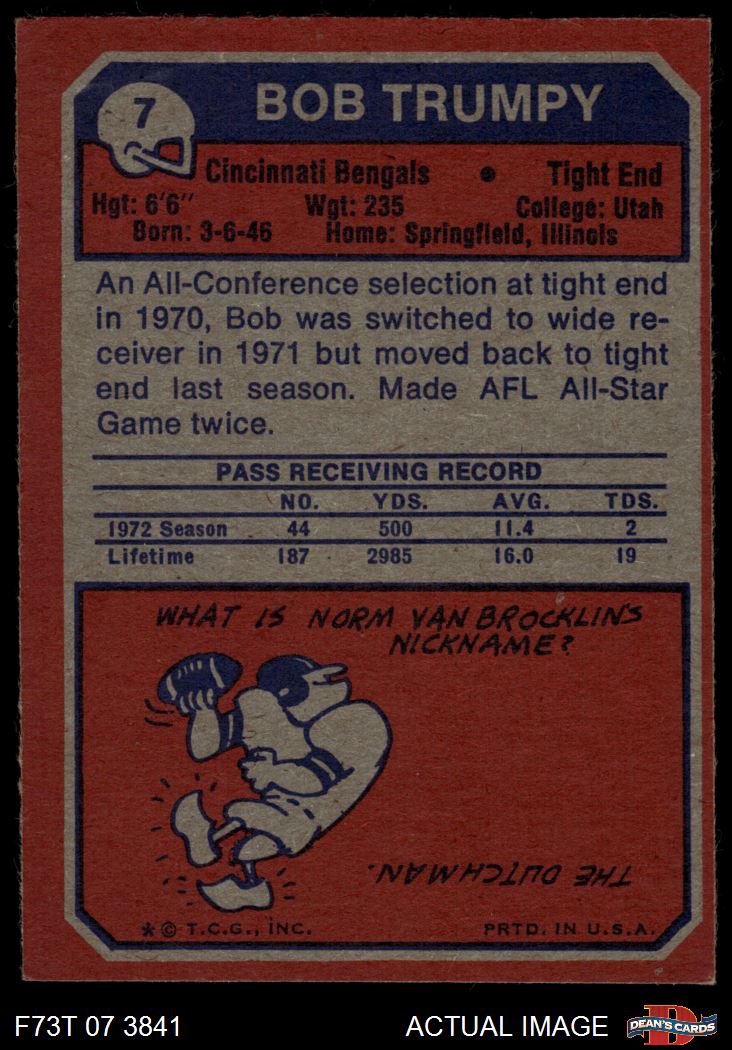 7
BOB TRUMPY
Cincinnati Bengals • Tight End
Hgt: 6'6" Wgt: 235 College: Utah
Born: 3-6-46 Home: Springfield, Illinois
An All-Conference selection at tight end
in 1970, Bob was switched to wide re-
ceiver in 1971 but moved back to tight
end last season. Made AFL All-Star
Game twice.
PASS RECEIVING RECORD
NO. YDS. AVG. TDS.
1972 Season 44 500 11.4 2
Lifetime 187 2985 16.0 19
WHAT IS NORM VAN BROCKLIN'S
NICKNAME?
THE DUTCHMAN.
* © T.C.G., INC. PRTD. IN U.S.A.
F73T 07 3841 ACTUAL IMAGE DEAN'S CARDS